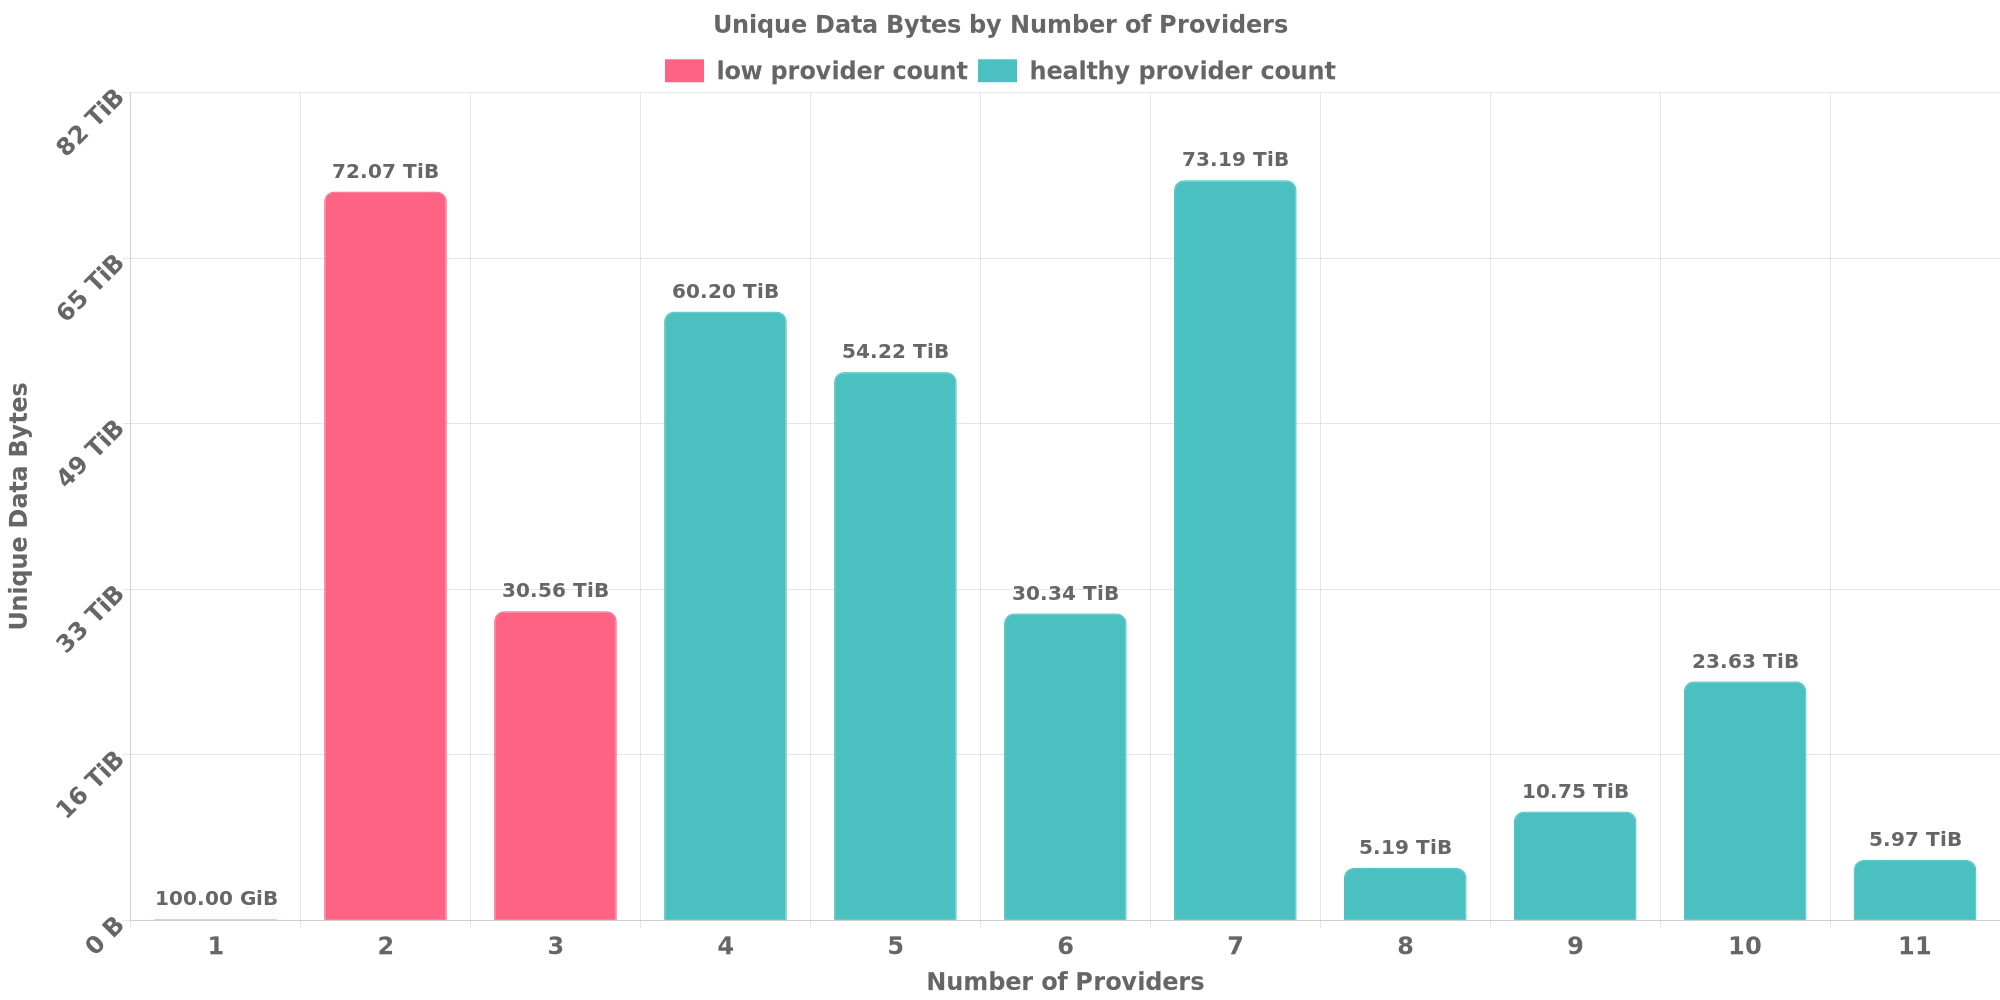 Unique Data Bytes by Number of Providers
low provider count
healthy provider count
82 TiB
65 TiB
49 TiB
33 TiB
16 TiB
0 B
Unique Data Bytes
100.00 GiB
72.07 TiB
30.56 TiB
60.20 TiB
54.22 TiB
30.34 TiB
73.19 TiB
5.19 TiB
10.75 TiB
23.63 TiB
5.97 TiB
1
2
3
4
5
6
7
8
9
10
11
Number of Providers